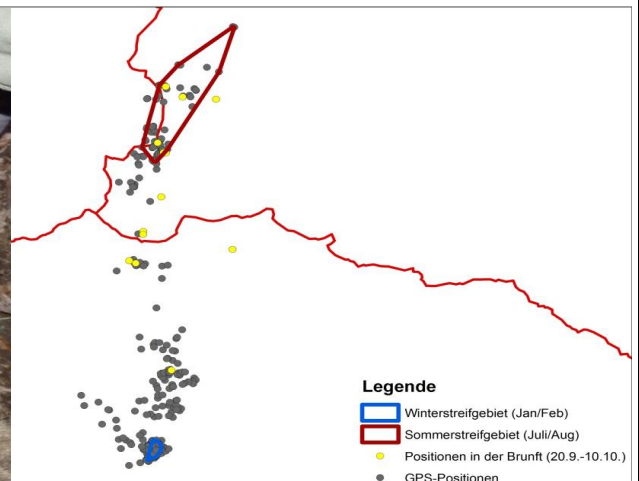 Legende
Winterstreifgebiet (Jan/Feb)
Sommerstreifgebiet (Juli/Aug)
Positionen in der Brunft (20.9.-10.10.)
GPS-Positionen